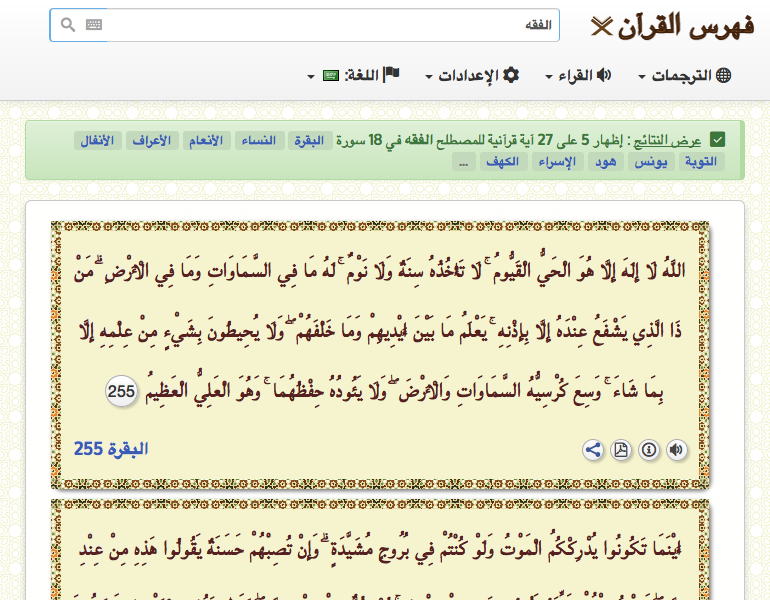 فهرس القرآن
الفقه
الترجمات القراء الإعدادات اللغة:
عرض النتائج : إظهار 5 على 27 آية قرآنية للمصطلح الفقه في 18 سورة البقرة النساء الأنعام الأعراف الأنفال
التوبة يونس هود الإسراء الكهف ...
اللَّهُ لَا إِلَٰهَ إِلَّا هُوَ الْحَيُّ الْقَيُّومُ ۚ لَا تَأْخُذُهُ سِنَةٌ وَلَا نَوْمٌ ۚ لَهُ مَا فِي السَّمَاوَاتِ وَمَا فِي الْأَرْضِ ۗ مَنْ
ذَا الَّذِي يَشْفَعُ عِنْدَهُ إِلَّا بِإِذْنِهِ ۚ يَعْلَمُ مَا بَيْنَ أَيْدِيهِمْ وَمَا خَلْفَهُمْ ۖ وَلَا يُحِيطُونَ بِشَيْءٍ مِنْ عِلْمِهِ إِلَّا
بِمَا شَاءَ ۚ وَسِعَ كُرْسِيُّهُ السَّمَاوَاتِ وَالْأَرْضَ ۖ وَلَا يَئُودُهُ حِفْظُهُمَا ۚ وَهُوَ الْعَلِيُّ الْعَظِيمُ 255
البقرة 255
أَيْنَمَا تَكُونُوا يُدْرِكْكُمُ الْمَوْتُ وَلَوْ كُنْتُمْ فِي بُرُوجٍ مُشَيَّدَةٍ ۗ وَإِنْ تُصِبْهُمْ حَسَنَةٌ يَقُولُوا هَٰذِهِ مِنْ عِنْدِ